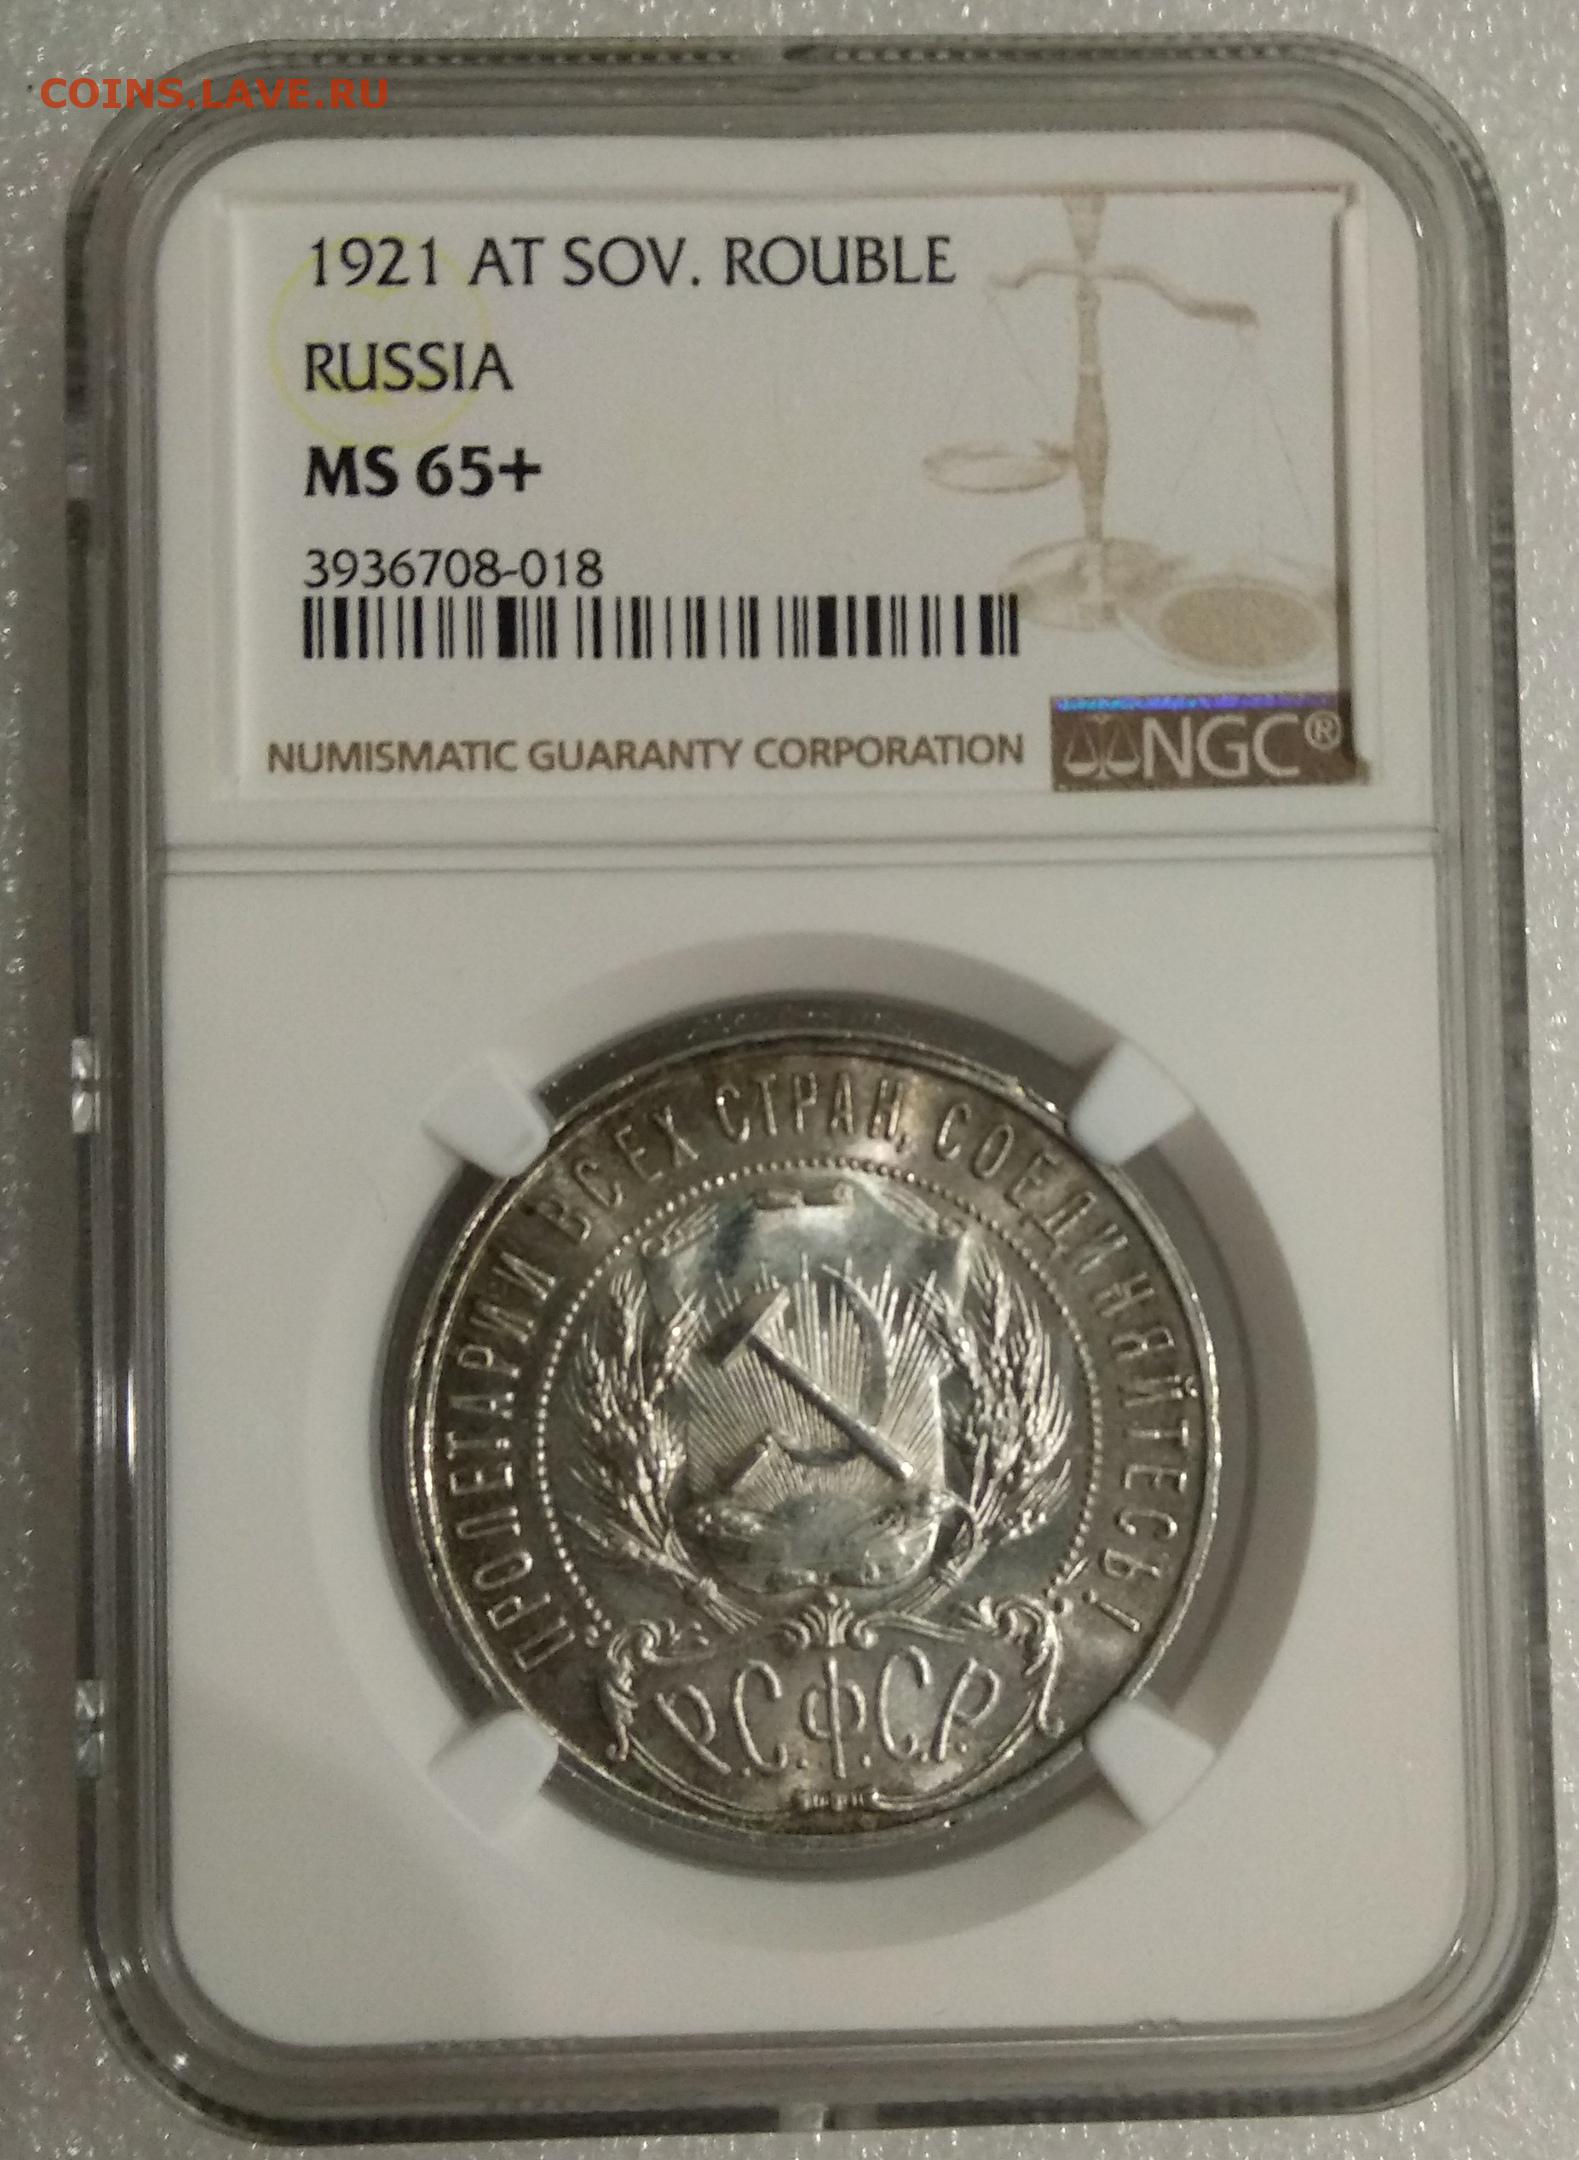 COINS.LAVE.RU
1921 AT SOV. ROUBLE
RUSSIA
MS 65+
3936708-018
NUMISMATIC GUARANTY CORPORATION
NGC®
ПРОЛЕТАРИИ ВСЕХ СТРАН, СОЕДИНЯЙТЕСЬ!
Р.С.Ф.С.Р.